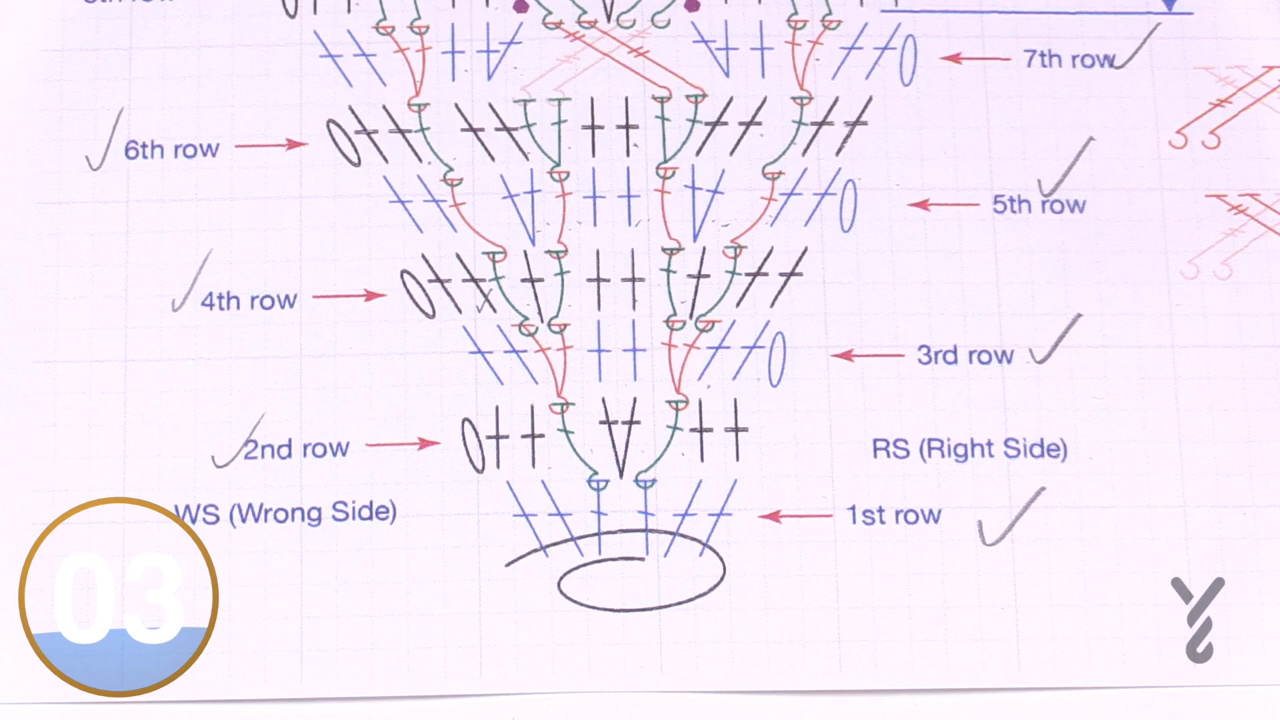 7th row
6th row
5th row
4th row
3rd row
2nd row
RS (Right Side)
WS (Wrong Side)
1st row
03